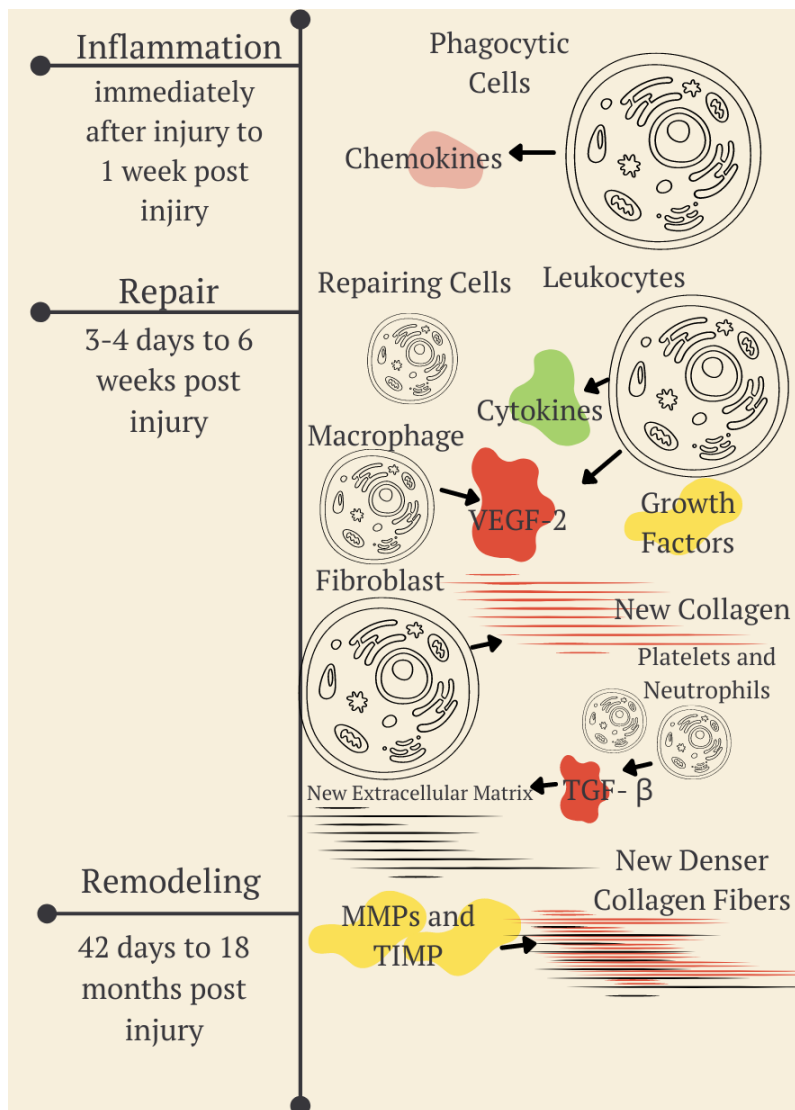 Inflammation
immediately
after injury to
1 week post
injiry
Phagocytic
Cells
Chemokines
Repair
3-4 days to 6
weeks post
injury
Repairing Cells
Leukocytes
Cytokines
Macrophage
VEGF-2
Growth
Factors
Fibroblast
New Collagen
Platelets and
Neutrophils
TGF- β
New Extracellular Matrix
Remodeling
42 days to 18
months post
injury
MMPs and
TIMP
New Denser
Collagen Fibers